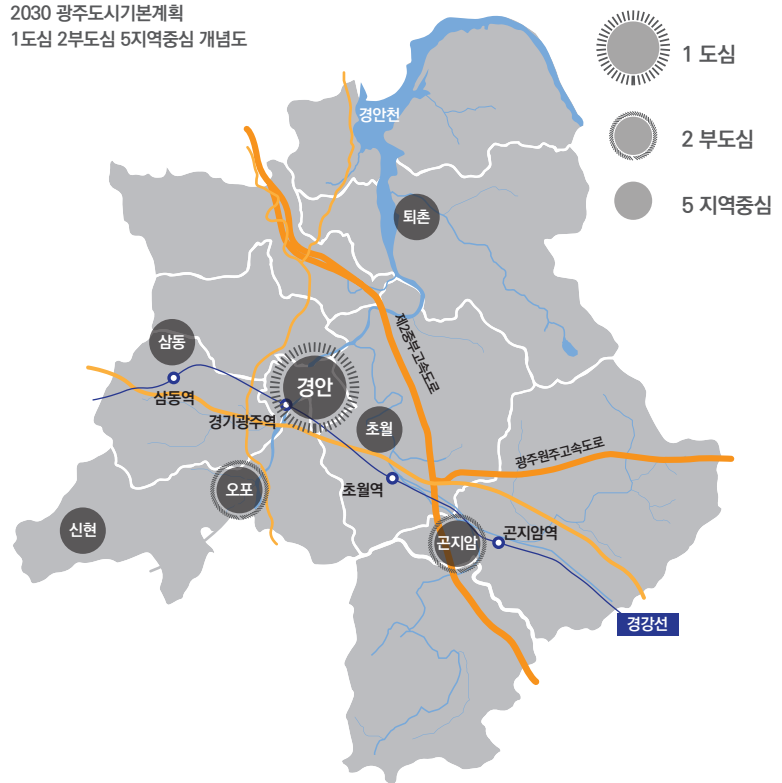 2030 광주도시기본계획
1도심 2부도심 5지역중심 개념도
1 도심
2 부도심
5 지역중심
경안천
퇴촌
제2중부고속도로
삼동
삼동역
경안
경기광주역
초월
광주원주고속도로
초월역
오포
신현
곤지암
곤지암역
경강선